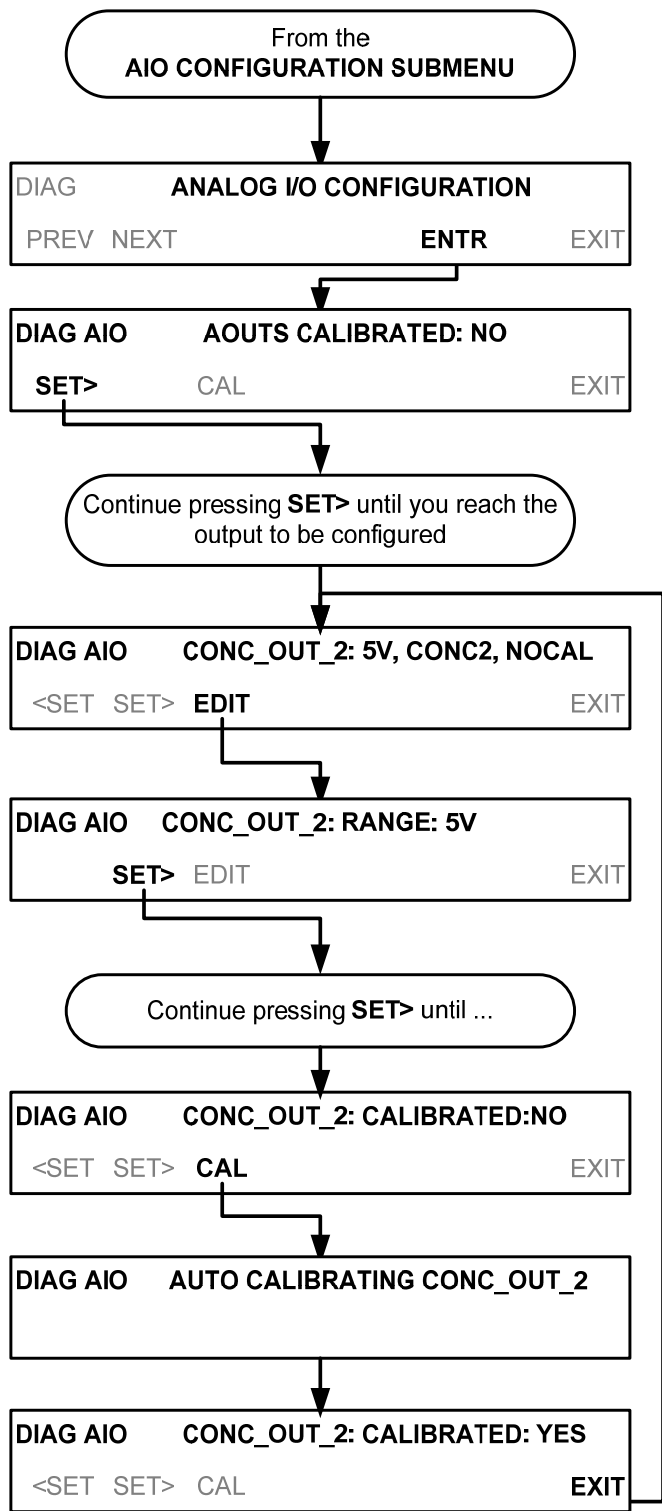 From the
AIO CONFIGURATION SUBMENU
DIAG ANALOG I/O CONFIGURATION
PREV NEXT ENTR EXIT
DIAG AIO AOUTS CALIBRATED: NO
SET> CAL EXIT
Continue pressing SET> until you reach the
output to be configured
DIAG AIO CONC_OUT_2: 5V, CONC2, NOCAL
<SET SET> EDIT EXIT
DIAG AIO CONC_OUT_2: RANGE: 5V
SET> EDIT EXIT
Continue pressing SET> until ...
DIAG AIO CONC_OUT_2: CALIBRATED:NO
<SET SET> CAL EXIT
DIAG AIO AUTO CALIBRATING CONC_OUT_2
DIAG AIO CONC_OUT_2: CALIBRATED: YES
<SET SET> CAL EXIT